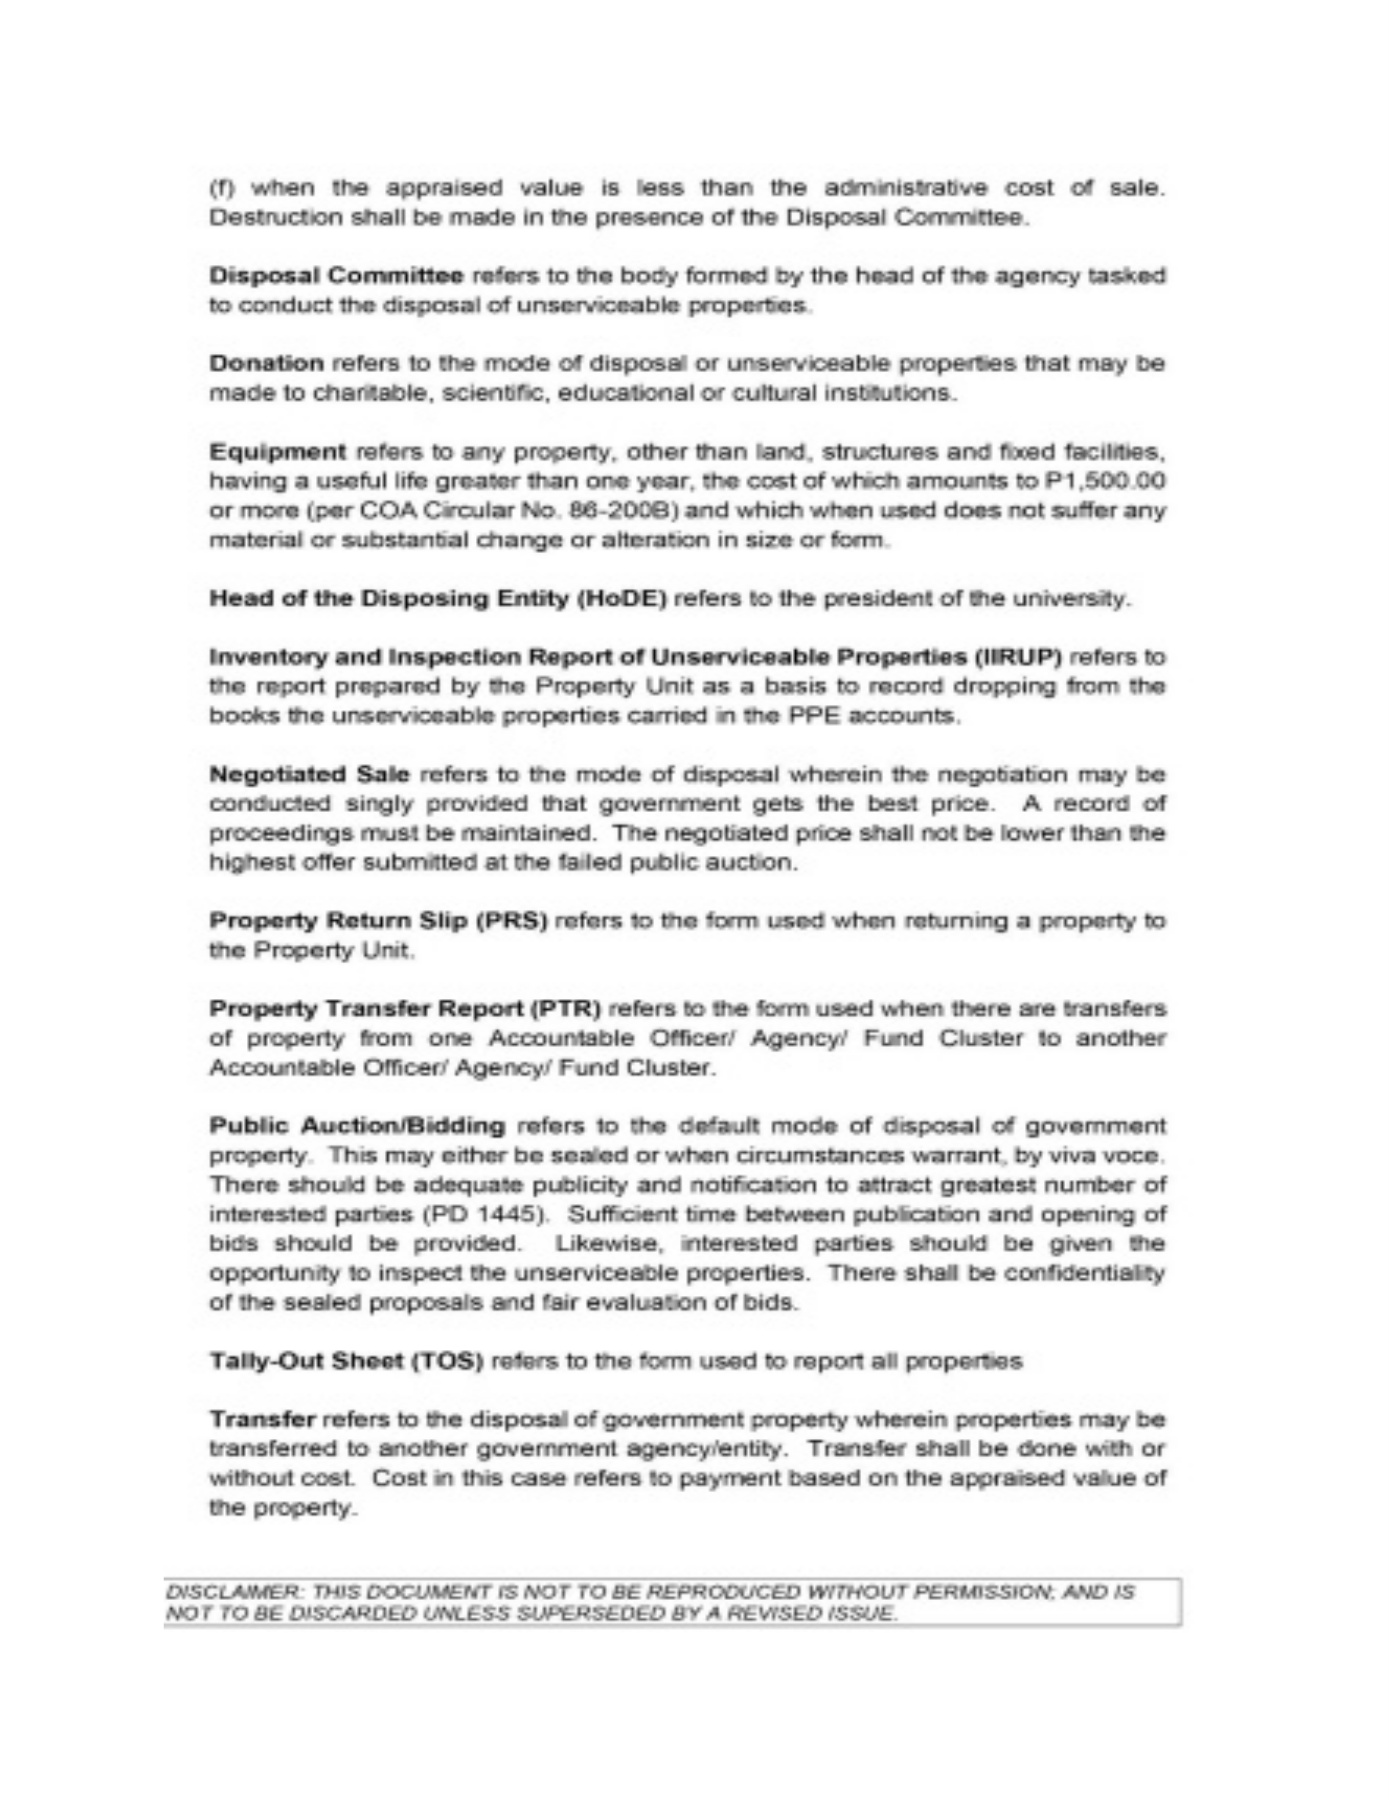 (f) when the appraised value is less than the administrative cost of sale.
Destruction shall be made in the presence of the Disposal Committee.
Disposal Committee refers to the body formed by the head of the agency tasked
to conduct the disposal of unserviceable properties.
Donation refers to the mode of disposal or unserviceable properties that may be
made to charitable, scientific, educational or cultural institutions.
Equipment refers to any property, other than land, structures and fixed facilities,
having a useful life greater than one year, the cost of which amounts to P1,500.00
or more (per COA Circular No. 86-200B) and which when used does not suffer any
material or substantial change or alteration in size or form.
Head of the Disposing Entity (HoDE) refers to the president of the university.
Inventory and Inspection Report of Unserviceable Properties (IIRUP) refers to
the report prepared by the Property Unit as a basis to record dropping from the
books the unserviceable properties carried in the PPE accounts.
Negotiated Sale refers to the mode of disposal wherein the negotiation may be
conducted singly provided that government gets the best price. A record of
proceedings must be maintained. The negotiated price shall not be lower than the
highest offer submitted at the failed public auction.
Property Return Slip (PRS) refers to the form used when returning a property to
the Property Unit.
Property Transfer Report (PTR) refers to the form used when there are transfers
of property from one Accountable Officer/ Agency/ Fund Cluster to another
Accountable Officer/ Agency/ Fund Cluster.
Public Auction/Bidding refers to the default mode of disposal of government
property. This may either be sealed or when circumstances warrant, by viva voce.
There should be adequate publicity and notification to attract greatest number of
interested parties (PD 1445). Sufficient time between publication and opening of
bids should be provided. Likewise, interested parties should be given the
opportunity to inspect the unserviceable properties. There shall be confidentiality
of the sealed proposals and fair evaluation of bids.
Tally-Out Sheet (TOS) refers to the form used to report all properties
Transfer refers to the disposal of government property wherein properties may be
transferred to another government agency/entity. Transfer shall be done with or
without cost. Cost in this case refers to payment based on the appraised value of
the property.
DISCLAIMER: THIS DOCUMENT IS NOT TO BE REPRODUCED WITHOUT PERMISSION; AND IS
NOT TO BE DISCARDED UNLESS SUPERSEDED BY A REVISED ISSUE.